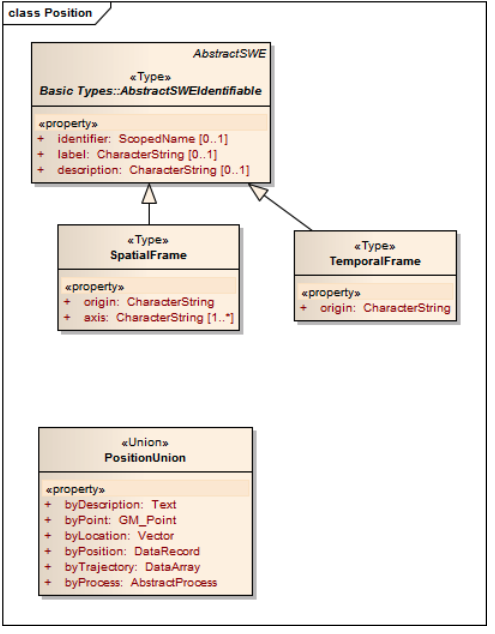 class Position
AbstractSWE
«Type»
Basic Types::AbstractSWEIdentifiable
«property»
+ identifier: ScopedName [0..1]
+ label: CharacterString [0..1]
+ description: CharacterString [0..1]
«Type»
SpatialFrame
«property»
+ origin: CharacterString
+ axis: CharacterString [1..*]
«Type»
TemporalFrame
«property»
+ origin: CharacterString
«Union»
PositionUnion
«property»
+ byDescription: Text
+ byPoint: GM_Point
+ byLocation: Vector
+ byPosition: DataRecord
+ byTrajectory: DataArray
+ byProcess: AbstractProcess